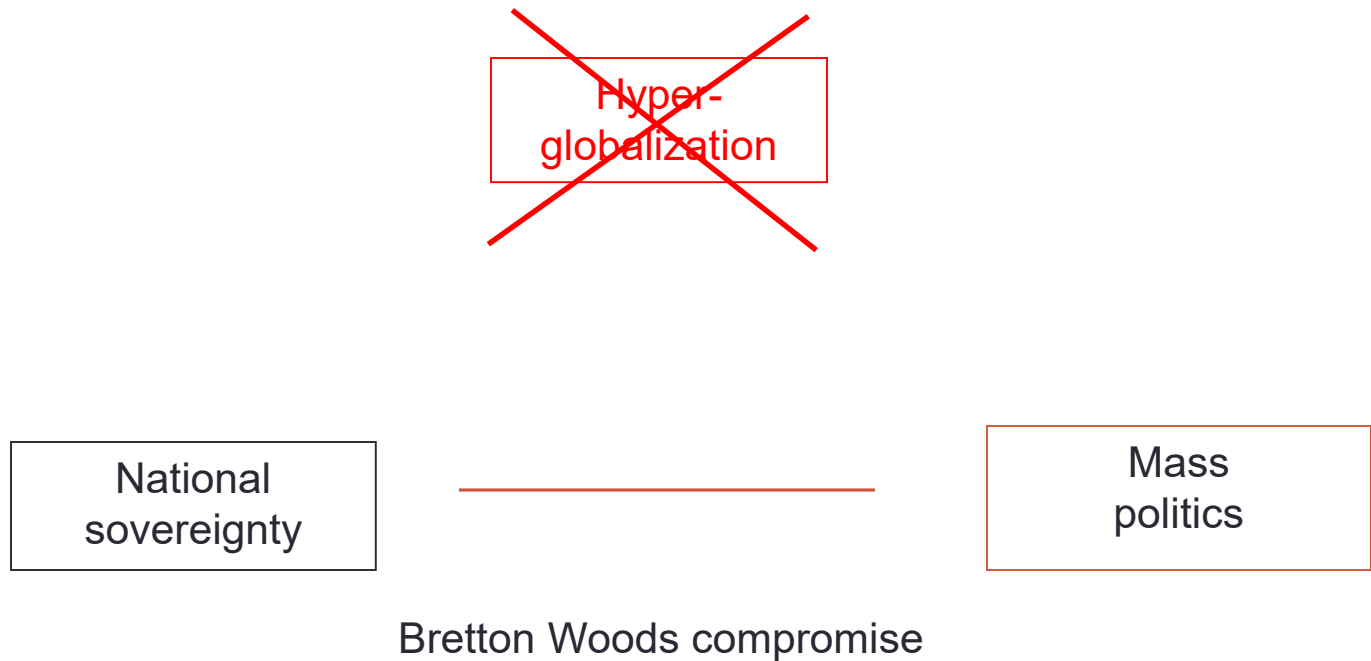 Hyper-
globalization
National
sovereignty
Mass
politics
Bretton Woods compromise